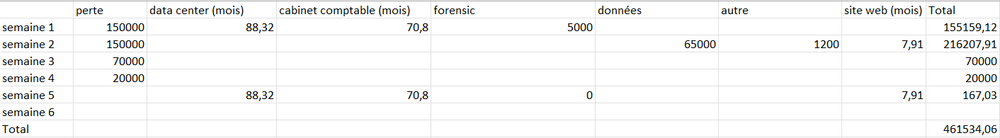 perte data center (mois) cabinet comptable (mois) forensic données autre site web (mois) Total
semaine 1 150000 88,32 70,8 5000 155159,12
semaine 2 150000 65000 1200 7,91 216207,91
semaine 3 70000 70000
semaine 4 20000 20000
semaine 5 88,32 70,8 0 7,91 167,03
semaine 6
Total 461534,06